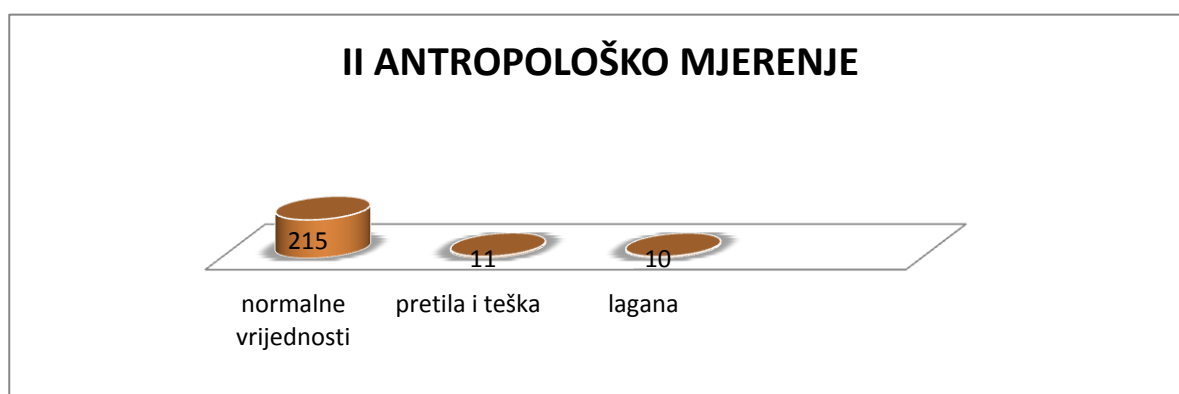 II ANTROPOLOŠKO MJERENJE
215
11
10
normalne
vrijednosti
pretila i teška
lagana